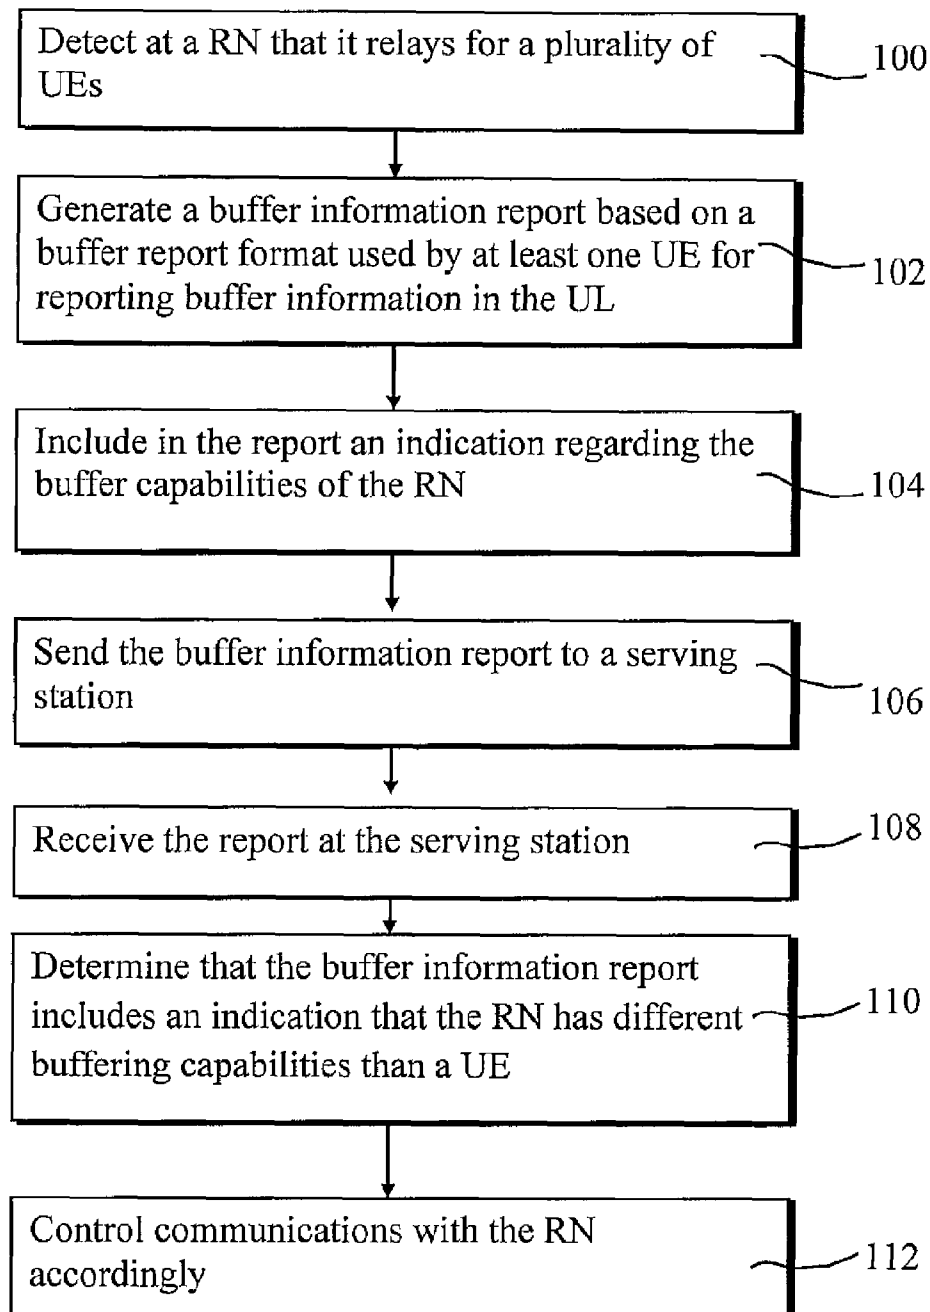 Detect at a RN that it relays for a plurality of
UEs
100
Generate a buffer information report based on a
buffer report format used by at least one UE for
reporting buffer information in the UL
102
Include in the report an indication regarding the
buffer capabilities of the RN
104
Send the buffer information report to a serving
station
106
Receive the report at the serving station
108
Determine that the buffer information report
includes an indication that the RN has different
buffering capabilities than a UE
110
Control communications with the RN
accordingly
112